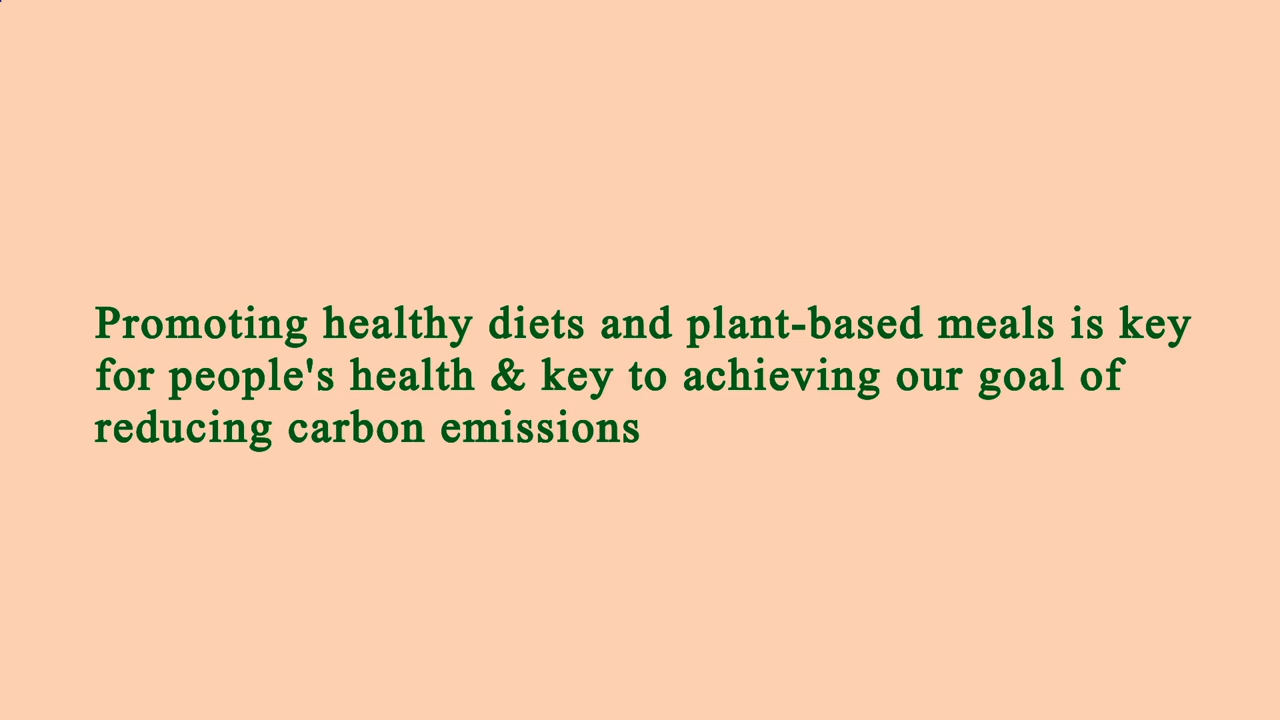 Promoting healthy diets and plant-based meals is key
for people's health & key to achieving our goal of
reducing carbon emissions